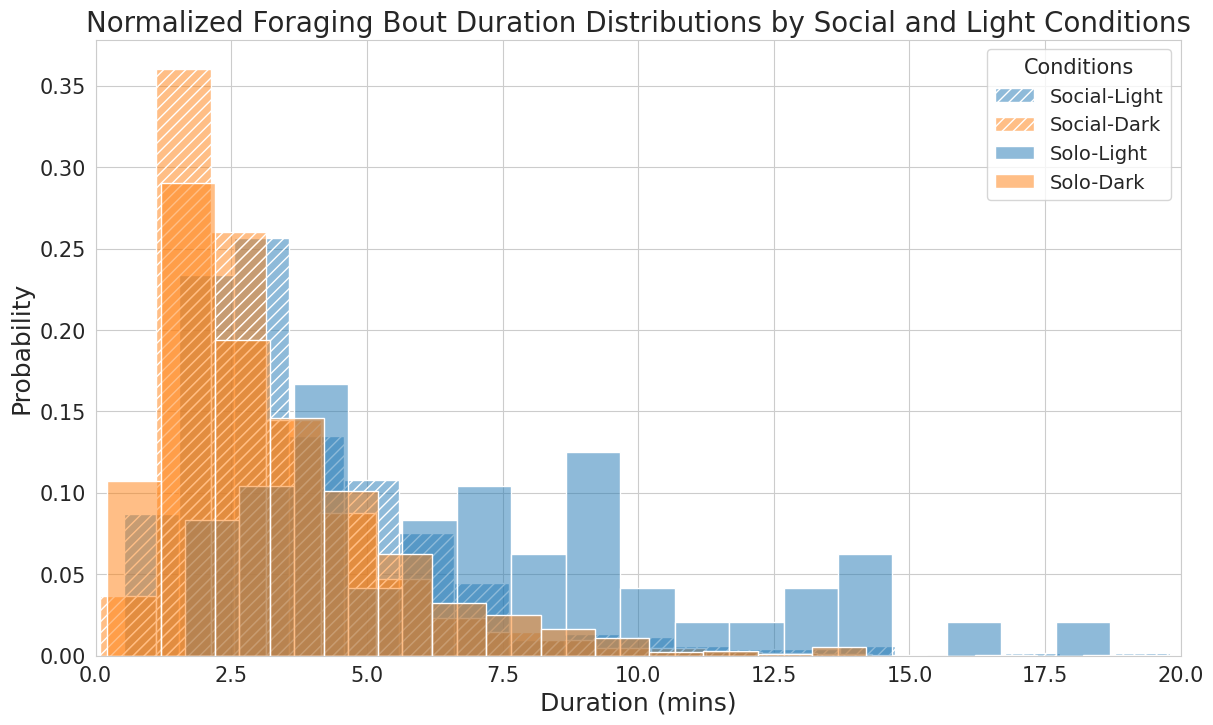 Normalized Foraging Bout Duration Distributions by Social and Light Conditions
Conditions
Social-Light
Social-Dark
Solo-Light
Solo-Dark
Probability
0.35
0.30
0.25
0.20
0.15
0.10
0.05
0.00
0.0 2.5 5.0 7.5 10.0 12.5 15.0 17.5 20.0
Duration (mins)